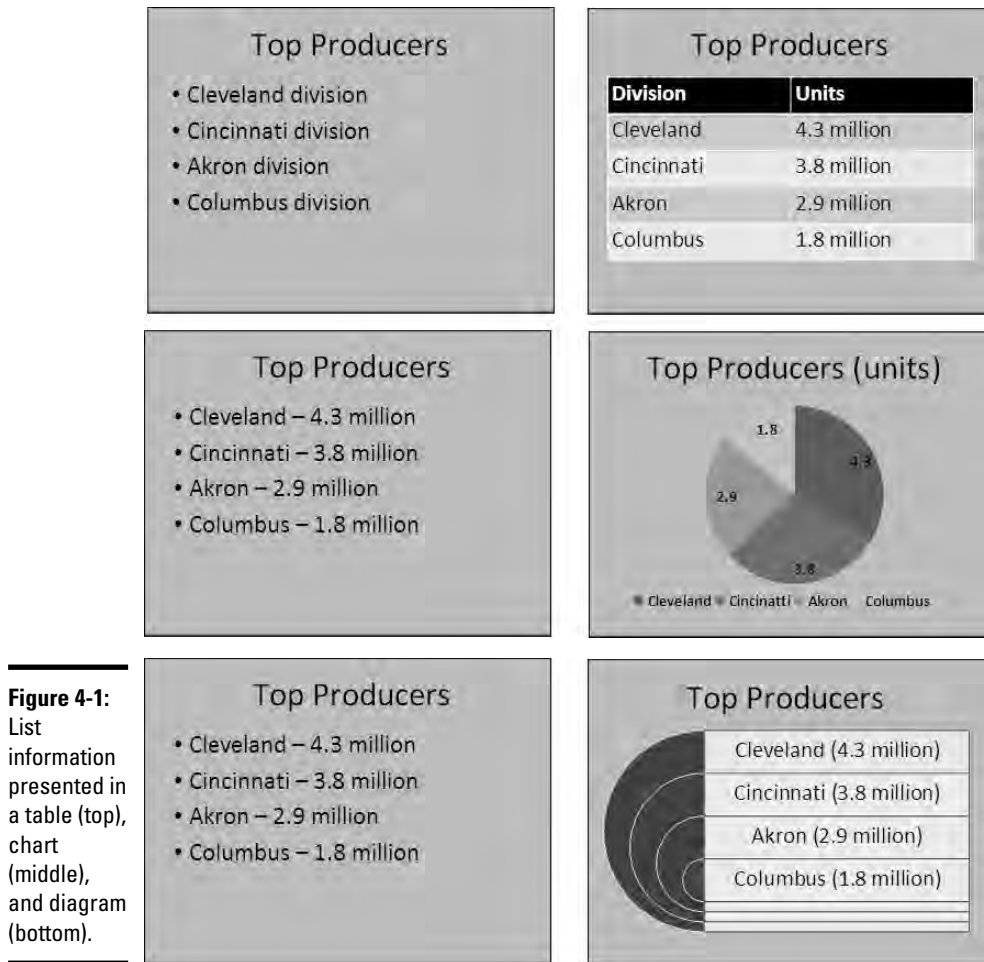 Top Producers
• Cleveland division
• Cincinnati division
• Akron division
• Columbus division
Top Producers
Division Units
Cleveland 4.3 million
Cincinnati 3.8 million
Akron 2.9 million
Columbus 1.8 million
Top Producers
• Cleveland – 4.3 million
• Cincinnati – 3.8 million
• Akron – 2.9 million
• Columbus – 1.8 million
Top Producers (units)
1.8
4.3
2.9
3.8
Cleveland Cincinatti Akron Columbus
Figure 4-1:
List
information
presented in
a table (top),
chart
(middle),
and diagram
(bottom).
Top Producers
• Cleveland – 4.3 million
• Cincinnati – 3.8 million
• Akron – 2.9 million
• Columbus – 1.8 million
Top Producers
Cleveland (4.3 million)
Cincinnati (3.8 million)
Akron (2.9 million)
Columbus (1.8 million)